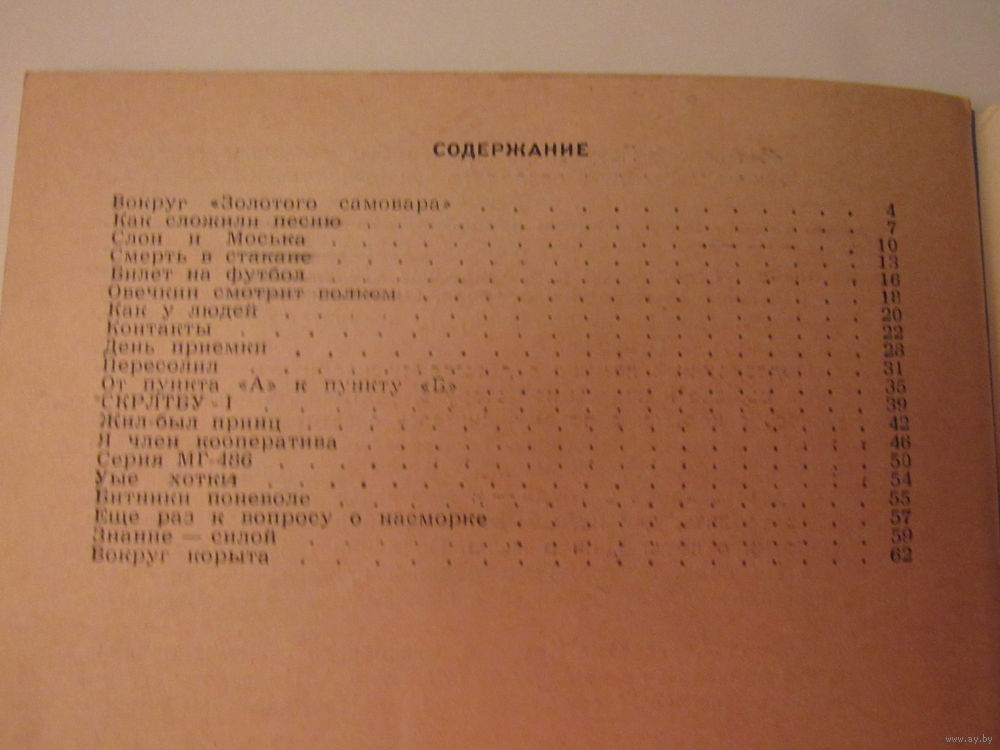 СОДЕРЖАНИЕ
Вокруг «Золотого самовара» . . . . . . . . . . . . . 4
Как сложили песню . . . . . . . . . . . . . . . . 7
Слон и Моська . . . . . . . . . . . . . . . . . 10
Смерть в стакане . . . . . . . . . . . . . . . . 13
Билет на футбол . . . . . . . . . . . . . . . . 16
Овечкин смотрит волком . . . . . . . . . . . . . . 18
Как у людей . . . . . . . . . . . . . . . . . . 20
Контакты . . . . . . . . . . . . . . . . . . . 22
День приемки . . . . . . . . . . . . . . . . . 28
Пересолил . . . . . . . . . . . . . . . . . . . 31
От пункта «А» к пункту «Б» . . . . . . . . . . . . 35
СКРЛТБУ-1 . . . . . . . . . . . . . . . . . . . 39
Жил-был принц . . . . . . . . . . . . . . . . . 42
Я член кооператива . . . . . . . . . . . . . . . 46
Серия МГ-486 . . . . . . . . . . . . . . . . . . 50
Уые хотки . . . . . . . . . . . . . . . . . . . 54
Битники поневоле . . . . . . . . . . . . . . . . 55
Еще раз к вопросу о насморке . . . . . . . . . . . 57
Знание — силой . . . . . . . . . . . . . . . . . 59
Вокруг корыта . . . . . . . . . . . . . . . . . 62
www.ay.by